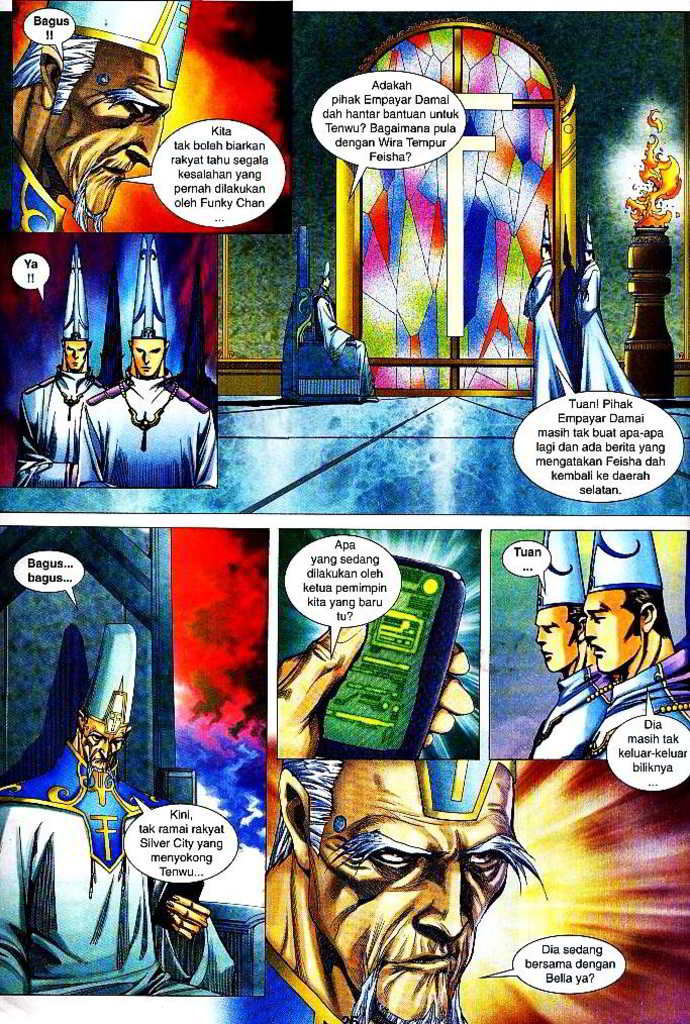 Bagus
!!
Kita
tak boleh biarkan
rakyat tahu segala
kesalahan yang
pernah dilakukan
oleh Funky Chan
...
Adakah
pihak Empayar Damai
dah hantar bantuan untuk
Tenwu? Bagaimana pula
dengan Wira Tempur
Feisha?
Ya
!!
Tuan! Pihak
Empayar Damai
masih tak buat apa-apa
lagi dan ada berita yang
mengatakan Feisha dah
kembali ke daerah
selatan.
Bagus...
bagus...
Kini,
tak ramai rakyat
Silver City yang
menyokong
Tenwu...
Apa
yang sedang
dilakukan oleh
ketua pemimpin
kita yang baru
tu?
Tuan
...
Dia
masih tak
keluar-keluar
biliknya
...
Dia sedang
bersama dengan
Bella ya?